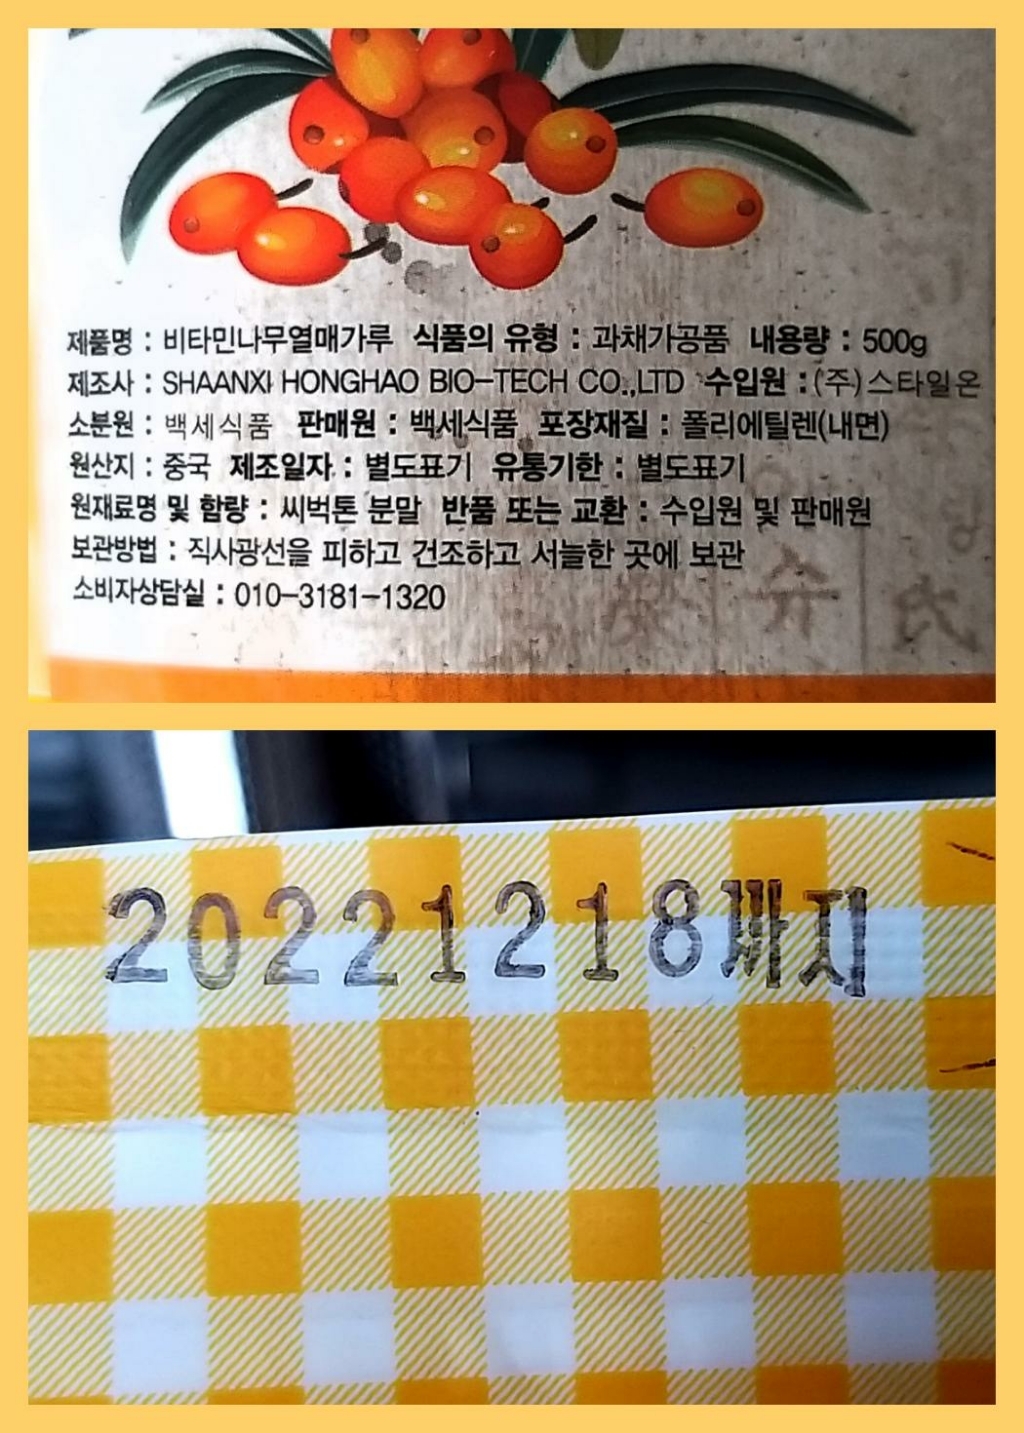 제품명 : 비타민나무열매가루 식품의 유형 : 과채가공품 내용량 : 500g
제조사 : SHAANXI HONGHAO BIO-TECH CO.,LTD 수입원 : (주)스타일온
소분원 : 백세식품 판매원 : 백세식품 포장재질 : 폴리에틸렌(내면)
원산지 : 중국 제조일자 : 별도표기 유통기한 : 별도표기
원재료명 및 함량 : 씨벅톤 분말 반품 또는 교환 : 수입원 및 판매원
보관방법 : 직사광선을 피하고 건조하고 서늘한 곳에 보관
소비자상담실 : 010-3181-1320
20221218까지